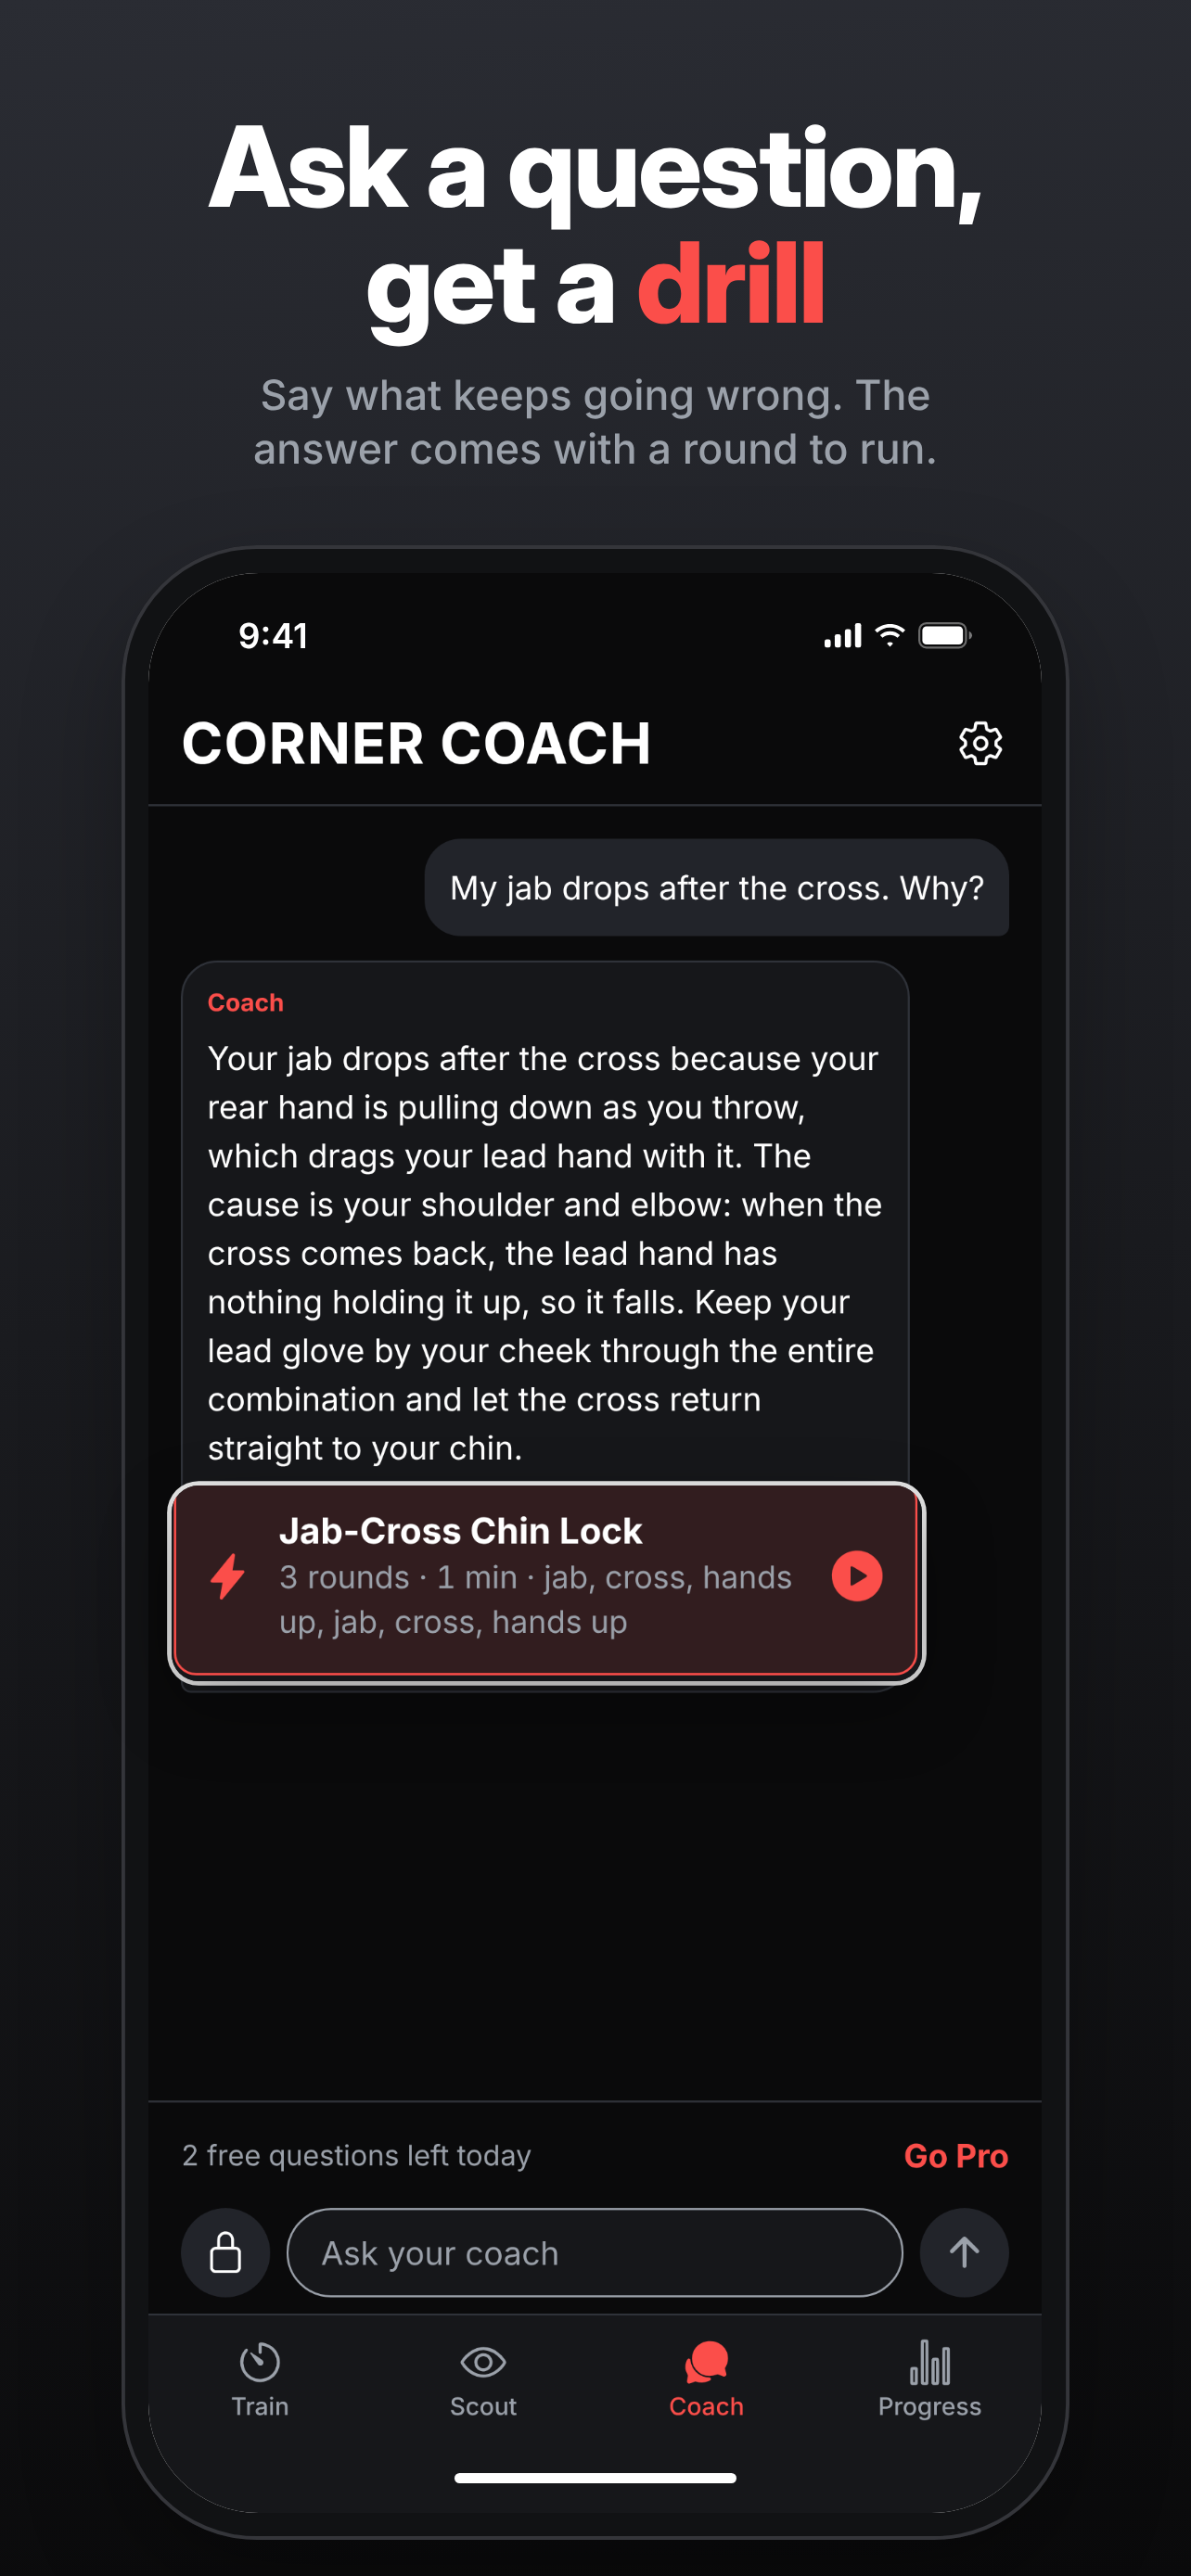 Ask a question,
get a drill
Say what keeps going wrong. The
answer comes with a round to run.
9:41
CORNER COACH
My jab drops after the cross. Why?
Coach
Your jab drops after the cross because your
rear hand is pulling down as you throw,
which drags your lead hand with it. The
cause is your shoulder and elbow: when the
cross comes back, the lead hand has
nothing holding it up, so it falls. Keep your
lead glove by your cheek through the entire
combination and let the cross return
straight to your chin.
Jab-Cross Chin Lock
3 rounds · 1 min · jab, cross, hands
up, jab, cross, hands up
2 free questions left today
Go Pro
Ask your coach
Train
Scout
Coach
Progress